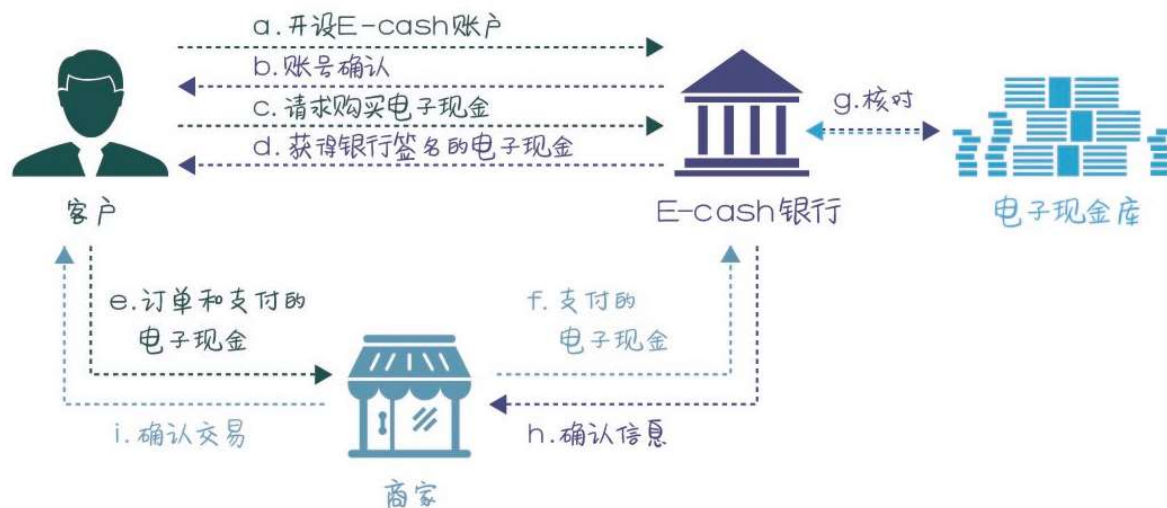 a.开设E-cash账户
b.账号确认
c.请求购买电子现金
g.核对
d.获得银行签名的电子现金
客户
E-cash银行
电子现金库
e.订单和支付的
电子现金
f.支付的
电子现金
i.确认交易
h.确认信息
商家